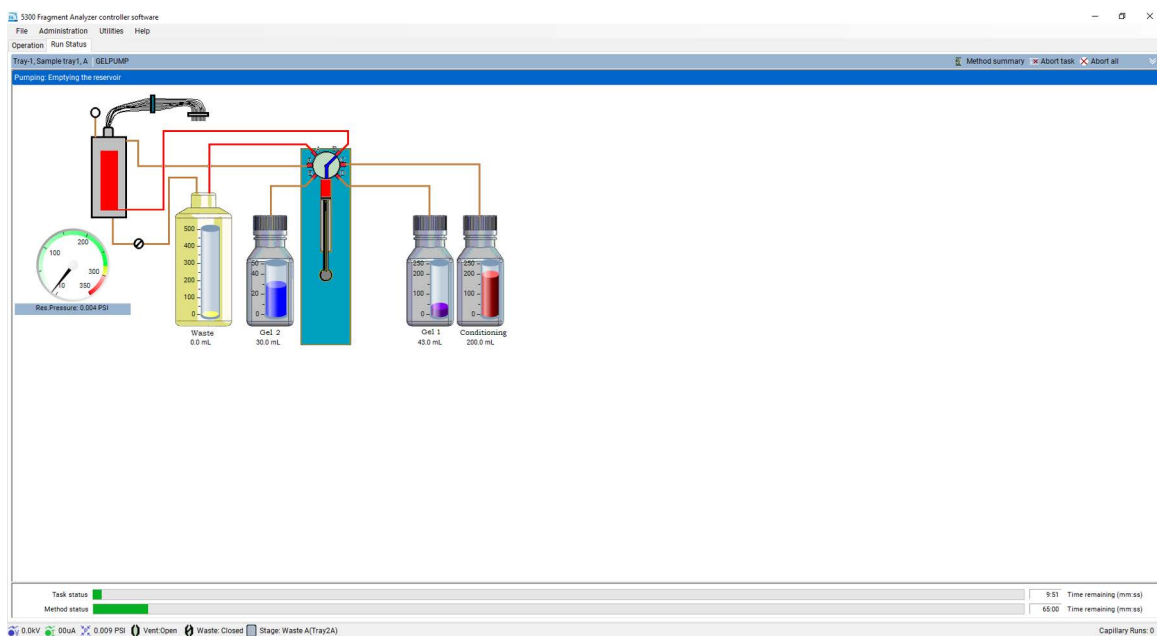 5300 Fragment Analyzer controller software
File Administration Utilities Help
Operation Run Status
Tray-1, Sample tray1, A GELPUMP Method summary Abort task Abort all
Pumping: Emptying the reservoir
100 200 300 350
Res.Pressure: 0.004 PSI
500
400
300
200
100
0
Waste
0.0 mL
50
40
20
0
Gel 2
30.0 mL
250
200
100
0
Gel 1
43.0 mL
250
200
100
0
Conditioning
200.0 mL
Task status 9:51 Time remaining (mm:ss)
Method status 65:00 Time remaining (mm:ss)
0.0kV 00uA 0.009 PSI Vent:Open Waste: Closed Stage: Waste A(Tray2A) Capillary Runs: 0